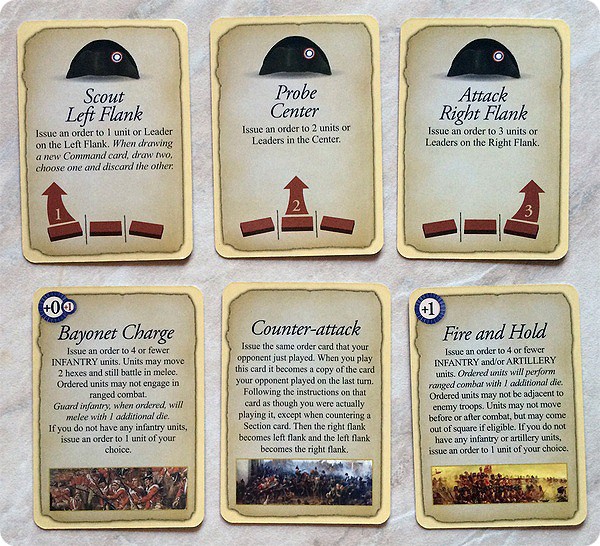 Scout
Left Flank
Issue an order to 1 unit or Leader
on the Left Flank. When drawing
a new Command card, draw two,
choose one and discard the other.
1
Probe
Center
Issue an order to 2 units or
Leaders in the Center.
2
Attack
Right Flank
Issue an order to 3 units or
Leaders on the Right Flank.
3
+0 +1
Bayonet Charge
Issue an order to 4 or fewer
INFANTRY units. Units may move
2 hexes and still battle in melee.
Ordered units may not engage in
ranged combat.
Guard infantry, when ordered, will
melee with 1 additional die.
If you do not have any infantry units,
issue an order to 1 unit of your
choice.
Counter-attack
Issue the same order card that your
opponent just played. When you play
this card it becomes a copy of the card
your opponent played on the last turn.
Following the instructions on that
card as though you were actually
playing it, except when countering a
Section card. Then the right flank
becomes left flank and the left flank
becomes the right flank.
+1
Fire and Hold
Issue an order to 4 or fewer
INFANTRY and/or ARTILLERY
units. Ordered units will perform
ranged combat with 1 additional die.
Ordered units may not be adjacent to
enemy troops. Units may not move
before or after combat, but may come
out of square if eligible. If you do not
have any infantry or artillery units,
issue an order to 1 unit of your choice.